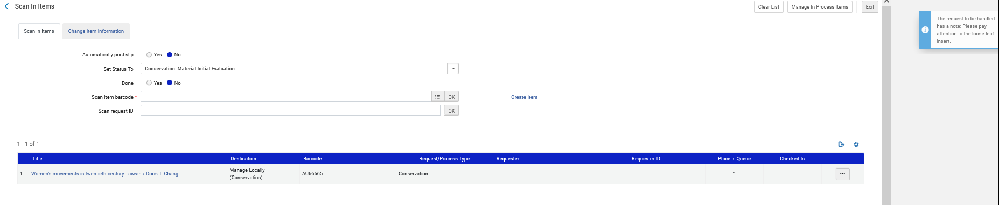 Scan In Items
Clear List
Manage In Process Items
Exit
The request to be handled
has a note: Please pay
attention to the loose-leaf
insert.
Scan in Items
Change Item Information
Automatically print slip
Yes
No
Set Status To
Conservation Material Initial Evaluation
Done
Yes
No
Scan item barcode *
OK
Create Item
Scan request ID
OK
1 - 1 of 1
Title
Destination
Barcode
Request/Process Type
Requester
Requester ID
Place in Queue
Checked In
1
Women's movements in twentieth-century Taiwan / Doris T. Chang.
Manage Locally
(Conservation)
AU66665
Conservation
-
-